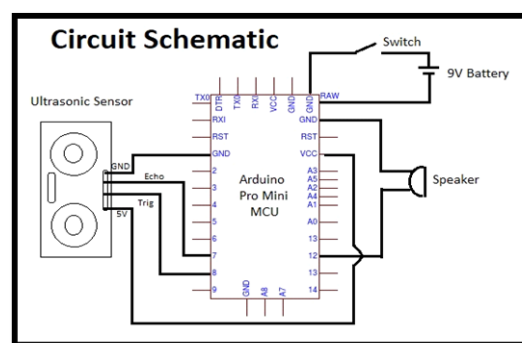 Circuit Schematic
Switch
9V Battery
Ultrasonic Sensor
GND
Echo
Trig
5V
TX0
DTR
TX0
RXI
VCC
GND
GND
RAW
RXI
RST
GND
2
3
4
5
6
7
8
9
Arduino
Pro Mini
MCU
GND
RST
VCC
A3
A5
A2
A4
A1
A0
13
12
13
14
GND
A8
A7
Speaker